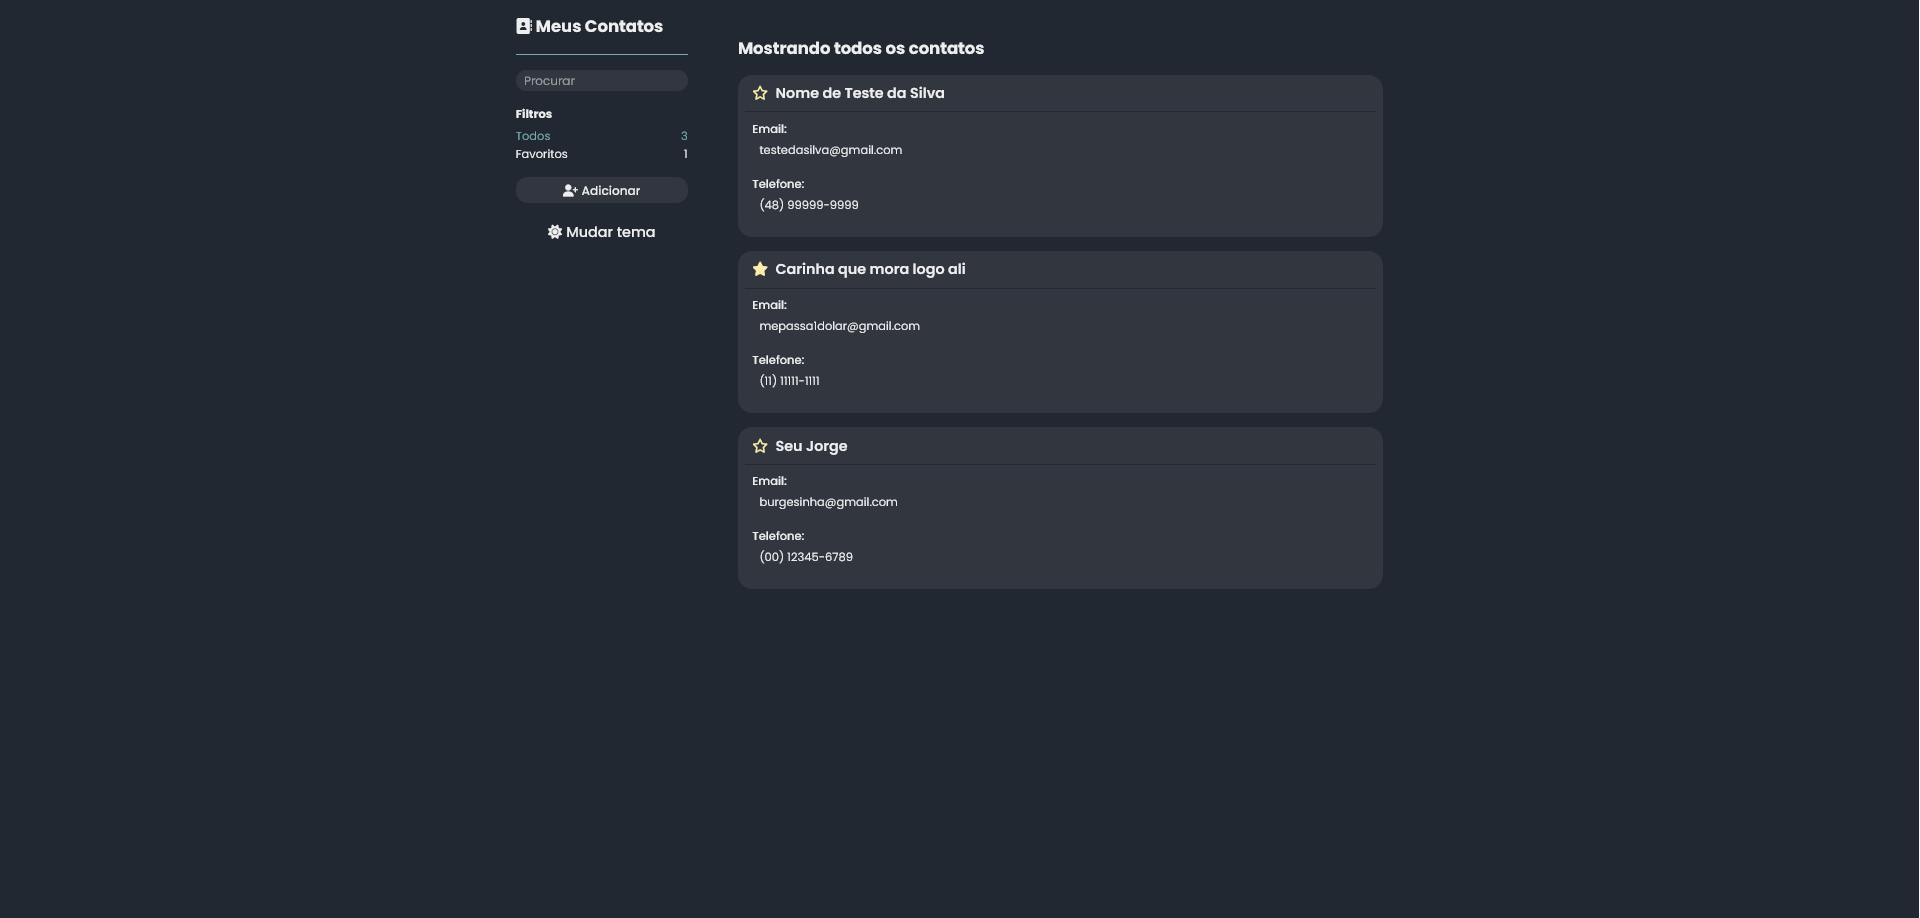 Meus Contatos
Procurar
Filtros
Todos 3
Favoritos 1
Adicionar
Mudar tema
Mostrando todos os contatos
Nome de Teste da Silva
Email:
testedasilva@gmail.com
Telefone:
(48) 99999-9999
Carinha que mora logo ali
Email:
mepassa1dolar@gmail.com
Telefone:
(11) 11111-1111
Seu Jorge
Email:
burgesinha@gmail.com
Telefone:
(00) 12345-6789